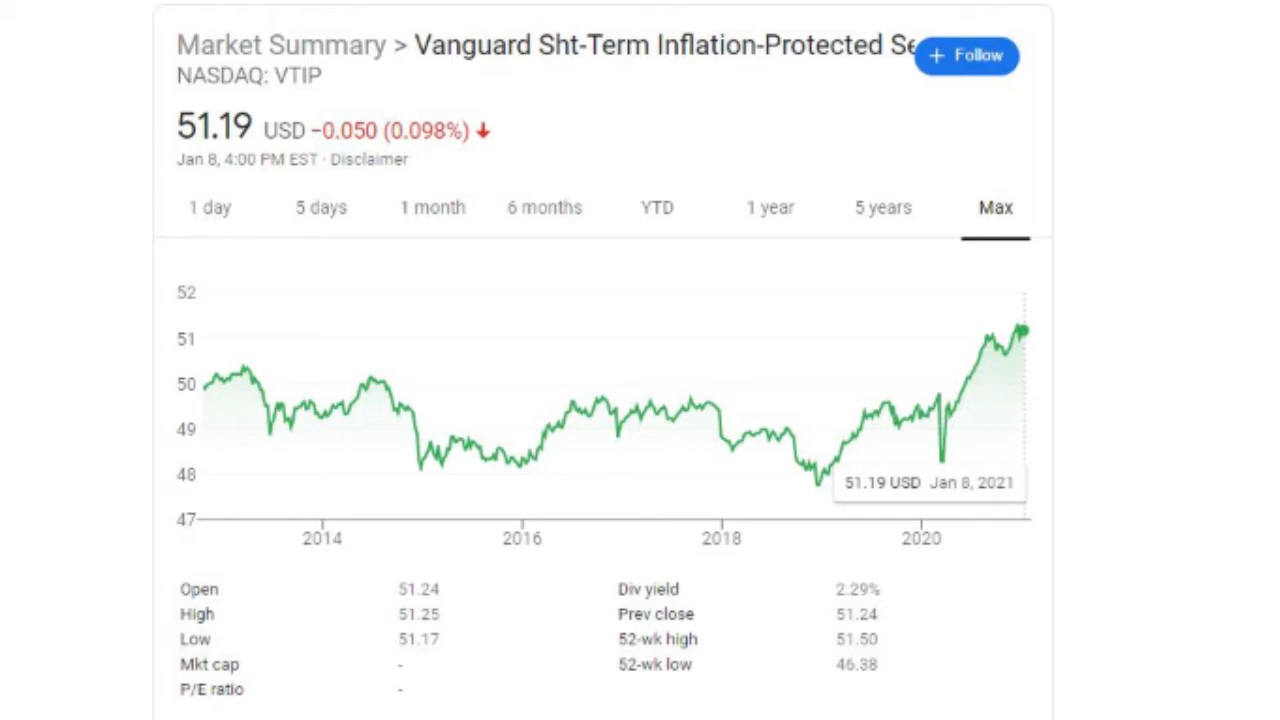 Market Summary > Vanguard Sht-Term Inflation-Protected Se
+ Follow
NASDAQ: VTIP
51.19 USD −0.050 (0.098%) ↓
Jan 8, 4:00 PM EST · Disclaimer
1 day 5 days 1 month 6 months YTD 1 year 5 years Max
52
51
50
49
48
47
51.19 USD Jan 8, 2021
2014 2016 2018 2020
Open 51.24 Div yield 2.29%
High 51.25 Prev close 51.24
Low 51.17 52-wk high 51.50
Mkt cap - 52-wk low 46.38
P/E ratio -